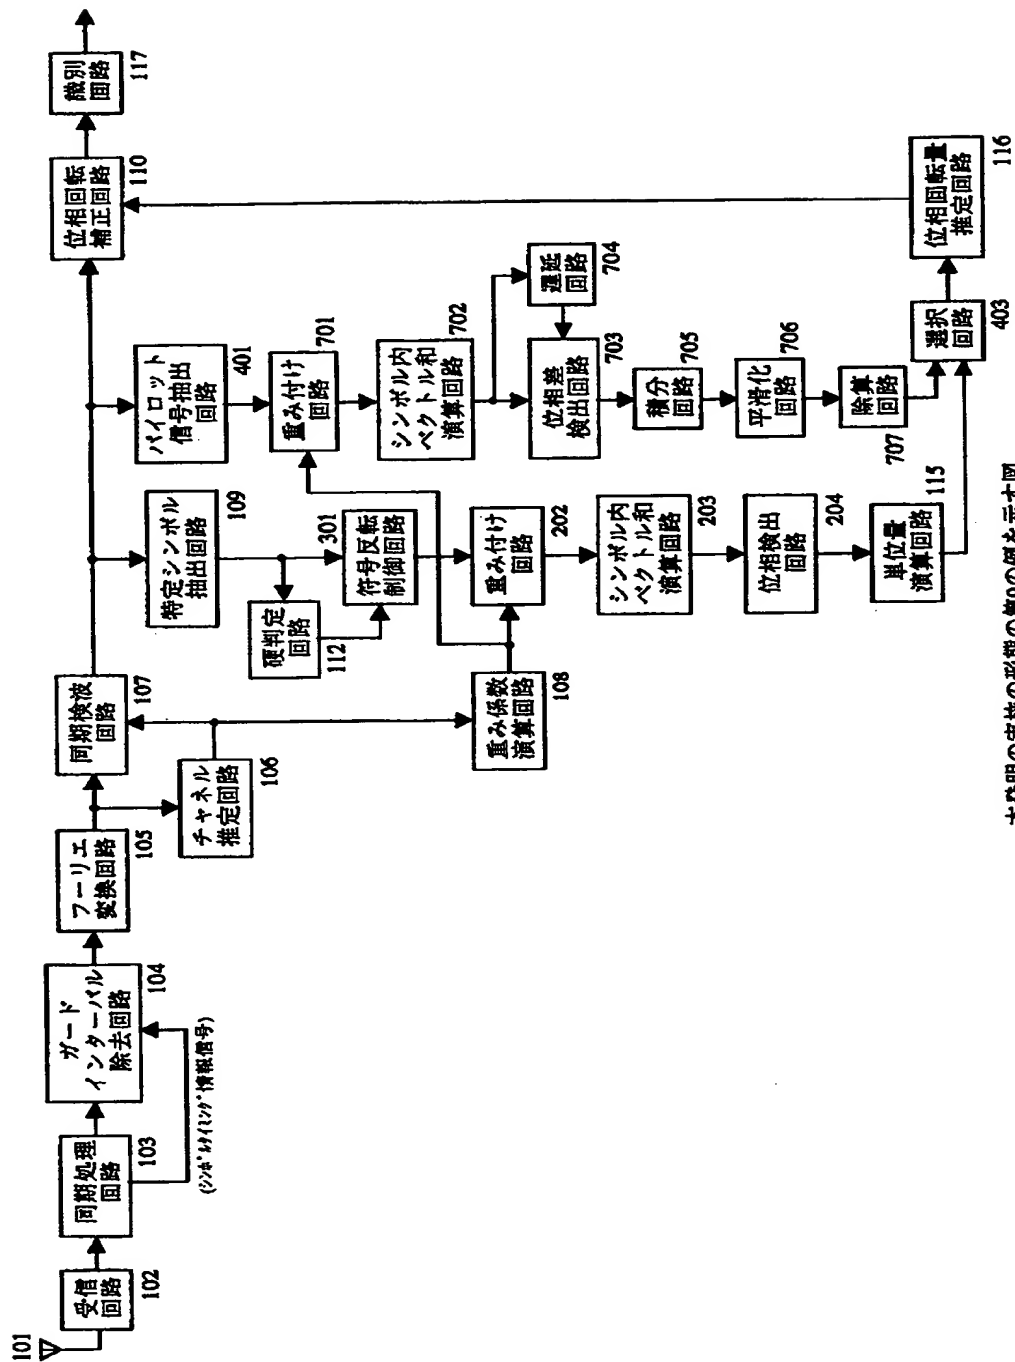 101
受信
回路
102
同期処理
回路
103
(シンボルタイミング情報信号)
ガード
インターバル
除去回路
104
フーリエ
変換回路
105
チャネル
推定回路
106
同期検波
回路
107
重み係数
演算回路
108
特定シンボル
抽出回路
109
硬判定
回路
112
符号反転
制御回路
301
重み付け
回路
202
シンボル内
ベクトル和
演算回路
203
位相検出
回路
204
単位量
演算回路
115
パイロット
信号抽出
回路
401
重み付け
回路
701
シンボル内
ベクトル和
演算回路
702
遅延
回路
704
位相差
検出回路
703
積分
回路
705
平滑化
回路
706
除算
回路
707
選択
回路
403
位相回転量
推定回路
116
位相回転
補正回路
110
識別
回路
117